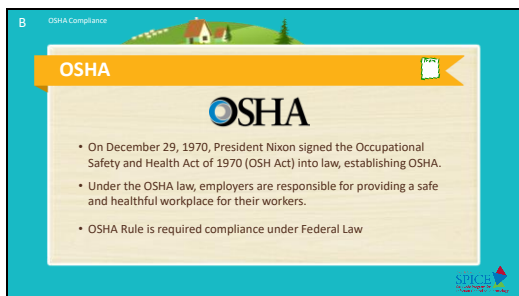 B
OSHA Compliance
OSHA
OSHA
• On December 29, 1970, President Nixon signed the Occupational
Safety and Health Act of 1970 (OSH Act) into law, establishing OSHA.
• Under the OSHA law, employers are responsible for providing a safe
and healthful workplace for their workers.
• OSHA Rule is required compliance under Federal Law
SPICE